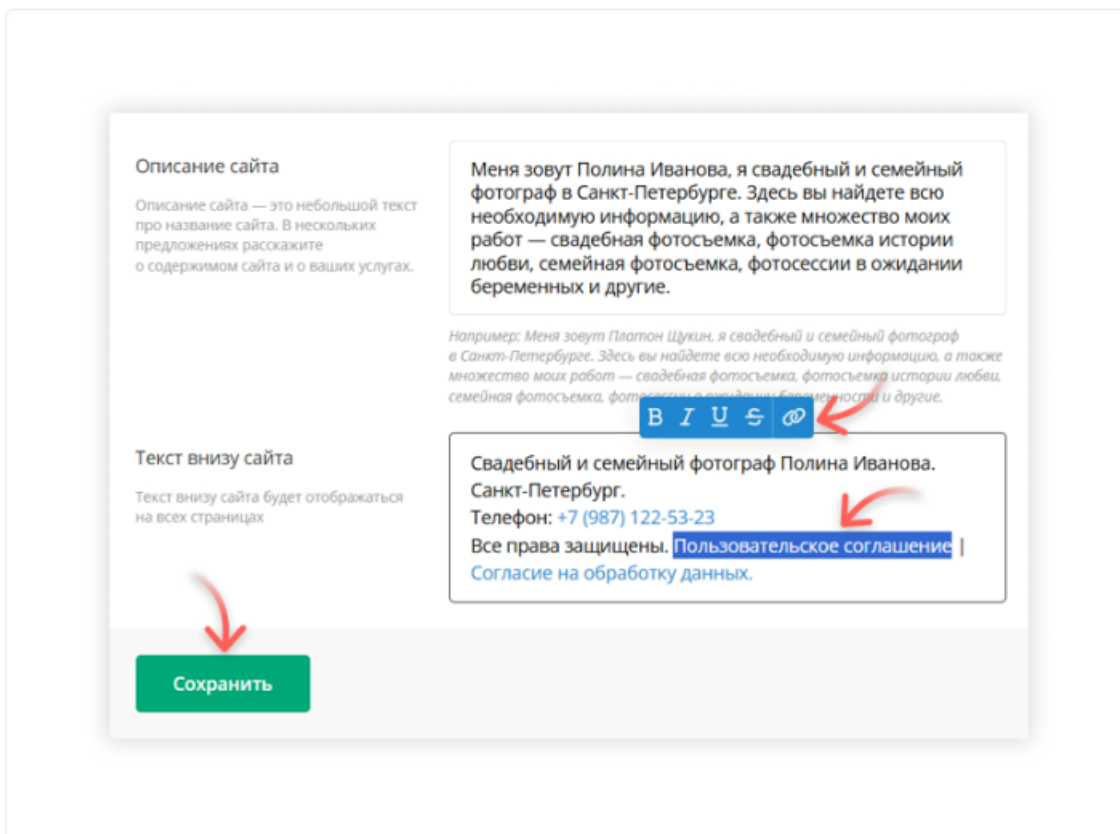 Описание сайта
Описание сайта — это небольшой текст
про название сайта. В нескольких
предложениях расскажите
о содержимом сайта и о ваших услугах.
Меня зовут Полина Иванова, я свадебный и семейный
фотограф в Санкт-Петербурге. Здесь вы найдете всю
необходимую информацию, а также множество моих
работ — свадебная фотосъемка, фотосъемка истории
любви, семейная фотосъемка, фотосессии в ожидании
беременных и другие.
Например: Меня зовут Платон Щукин, я свадебный и семейный фотограф
в Санкт-Петербурге. Здесь вы найдете всю необходимую информацию, а также
множество моих работ — свадебная фотосъемка, фотосъемка истории любви,
семейная фотосъемка, фотосессии в ожидании беременности и другие.
B I U S
Текст внизу сайта
Текст внизу сайта будет отображаться
на всех страницах
Свадебный и семейный фотограф Полина Иванова.
Санкт-Петербург.
Телефон: +7 (987) 122-53-23
Все права защищены. Пользовательское соглашение |
Согласие на обработку данных.
Сохранить